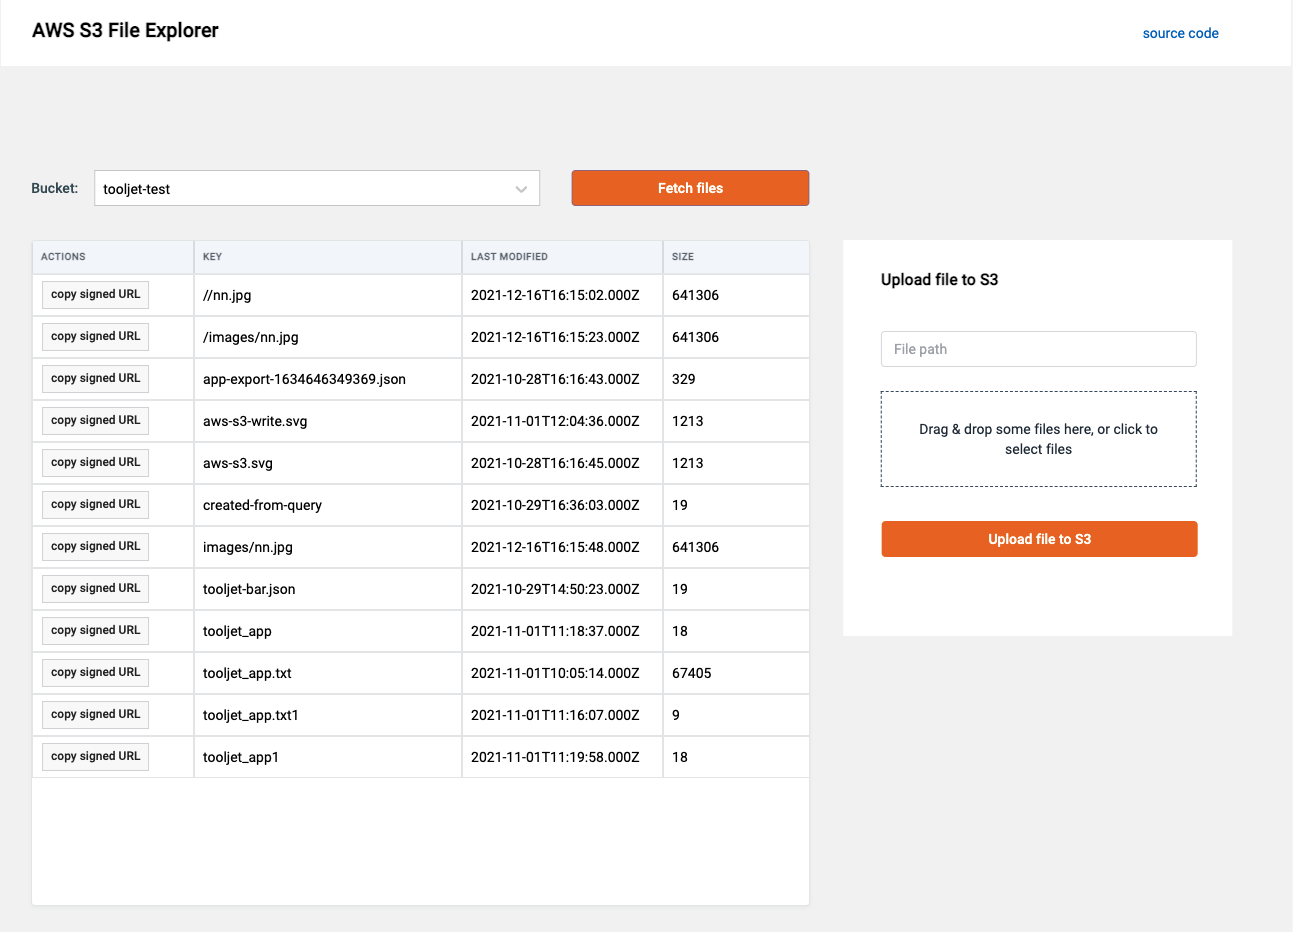 AWS S3 File Explorer
source code
Bucket:
tooljet-test
Fetch files
ACTIONS KEY LAST MODIFIED SIZE
copy signed URL //nn.jpg 2021-12-16T16:15:02.000Z 641306
copy signed URL /images/nn.jpg 2021-12-16T16:15:23.000Z 641306
copy signed URL app-export-1634646349369.json 2021-10-28T16:16:43.000Z 329
copy signed URL aws-s3-write.svg 2021-11-01T12:04:36.000Z 1213
copy signed URL aws-s3.svg 2021-10-28T16:16:45.000Z 1213
copy signed URL created-from-query 2021-10-29T16:36:03.000Z 19
copy signed URL images/nn.jpg 2021-12-16T16:15:48.000Z 641306
copy signed URL tooljet-bar.json 2021-10-29T14:50:23.000Z 19
copy signed URL tooljet_app 2021-11-01T11:18:37.000Z 18
copy signed URL tooljet_app.txt 2021-11-01T10:05:14.000Z 67405
copy signed URL tooljet_app.txt1 2021-11-01T11:16:07.000Z 9
copy signed URL tooljet_app1 2021-11-01T11:19:58.000Z 18
Upload file to S3
File path
Drag & drop some files here, or click to
select files
Upload file to S3